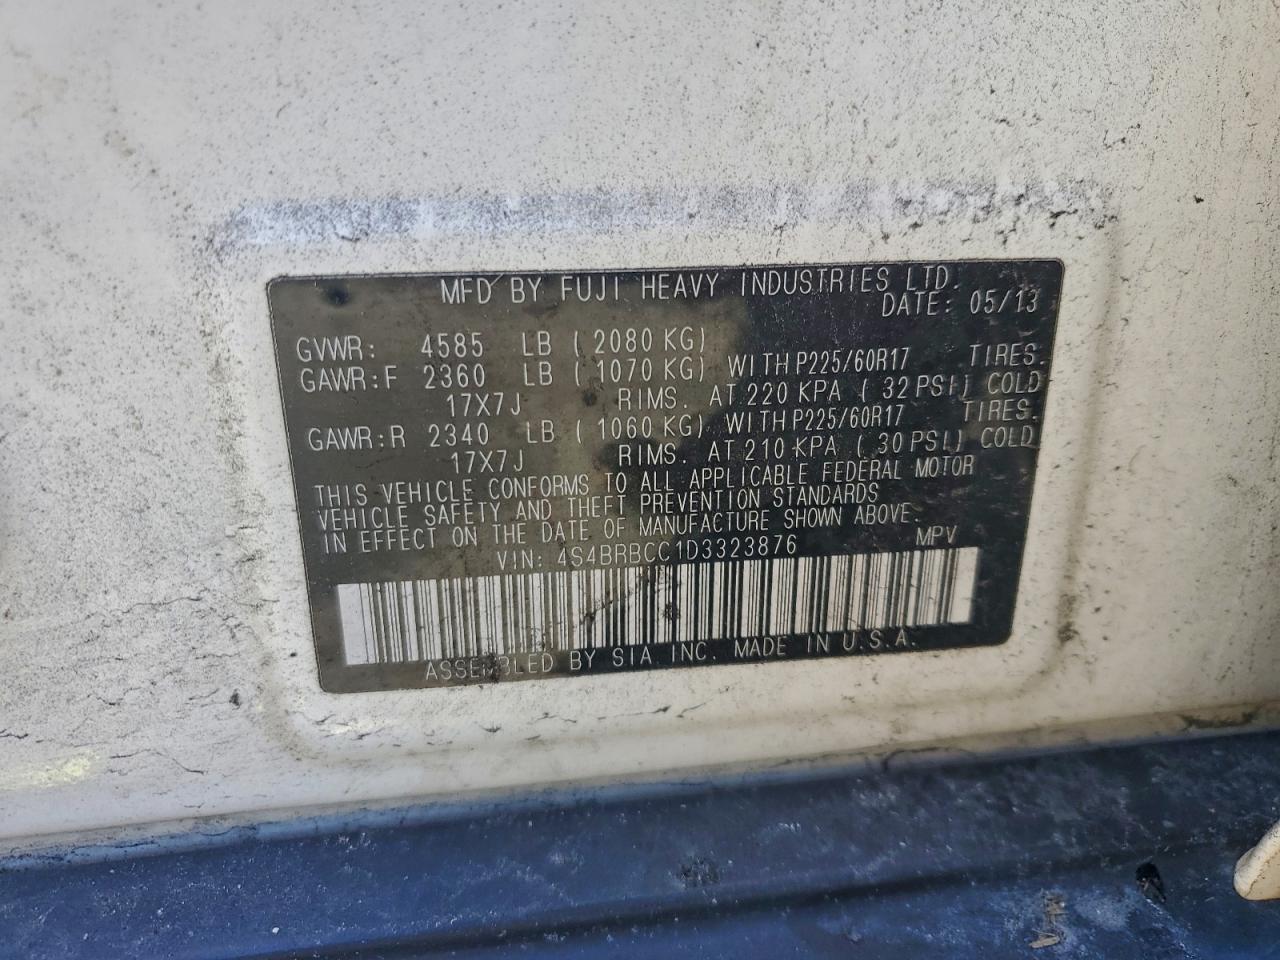 MFD BY FUJI HEAVY INDUSTRIES LTD.
DATE: 05/13
GVWR: 4585 LB ( 2080 KG)
GAWR:F 2360 LB ( 1070 KG) WITH P225/60R17 TIRES.
17X7J RIMS. AT 220 KPA ( 32 PSI) COLD
GAWR:R 2340 LB ( 1060 KG) WITH P225/60R17 TIRES.
17X7J RIMS. AT 210 KPA ( 30 PSI) COLD
THIS VEHICLE CONFORMS TO ALL APPLICABLE FEDERAL MOTOR
VEHICLE SAFETY AND THEFT PREVENTION STANDARDS
IN EFFECT ON THE DATE OF MANUFACTURE SHOWN ABOVE.
VIN: 4S4BRBCC1D3323876 MPV
ASSEMBLED BY SIA INC. MADE IN U.S.A.